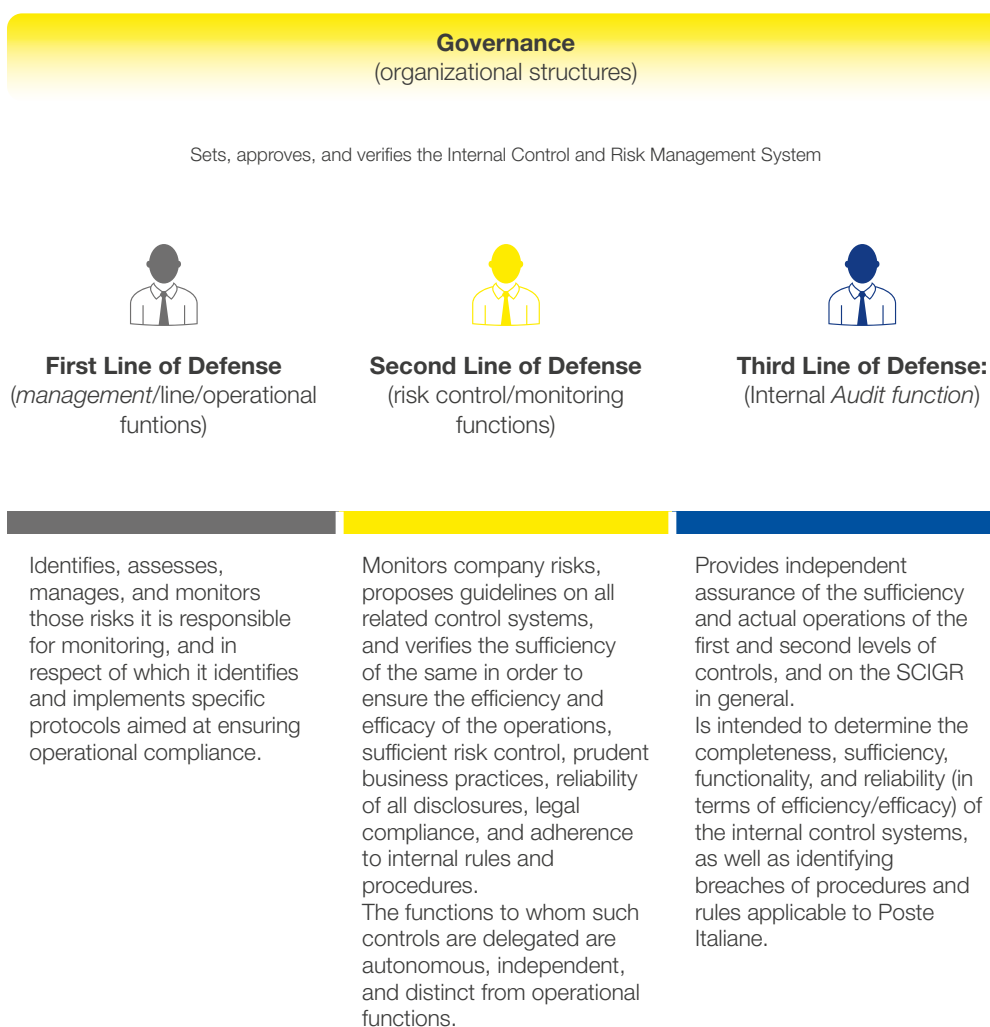 Governance
(organizational structures)
Sets, approves, and verifies the Internal Control and Risk Management System
First Line of Defense
(management/line/operational
funtions)
Second Line of Defense
(risk control/monitoring
functions)
Third Line of Defense:
(Internal Audit function)
Identifies, assesses,
manages, and monitors
those risks it is responsible
for monitoring, and in
respect of which it identifies
and implements specific
protocols aimed at ensuring
operational compliance.
Monitors company risks,
proposes guidelines on all
related control systems,
and verifies the sufficiency
of the same in order to
ensure the efficiency and
efficacy of the operations,
sufficient risk control, prudent
business practices, reliability
of all disclosures, legal
compliance, and adherence
to internal rules and
procedures.
The functions to whom such
controls are delegated are
autonomous, independent,
and distinct from operational
functions.
Provides independent
assurance of the sufficiency
and actual operations of the
first and second levels of
controls, and on the SCIGR
in general.
Is intended to determine the
completeness, sufficiency,
functionality, and reliability (in
terms of efficiency/efficacy) of
the internal control systems,
as well as identifying
breaches of procedures and
rules applicable to Poste
Italiane.